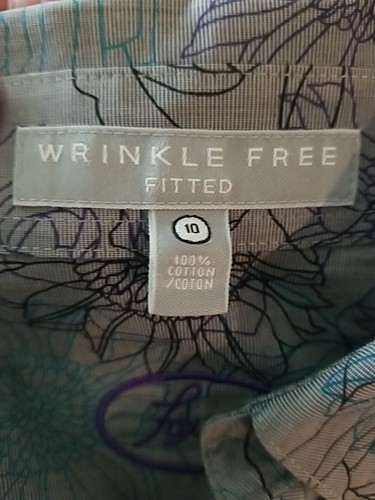 WRINKLE FREE
FITTED
10
100%
COTTON
/COTON